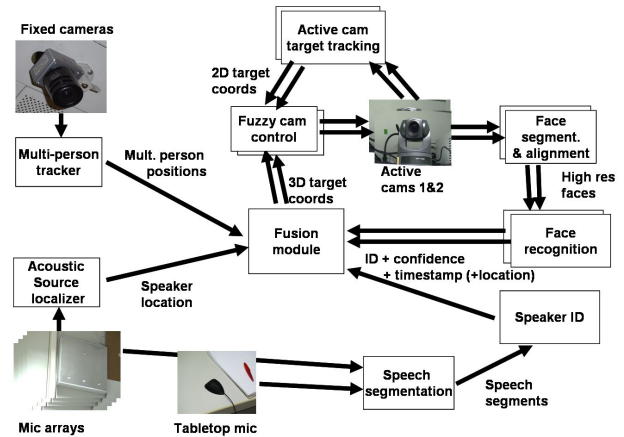 Fixed cameras
Active cam
target tracking
2D target
coords
Fuzzy cam
control
Face
segment.
& alignment
Multi-person
tracker
Mult. person
positions
Active
cams 1&2
3D target
coords
High res
faces
Fusion
module
Face
recognition
ID + confidence
+ timestamp (+location)
Acoustic
Source
localizer
Speaker
location
Speaker ID
Speech
segmentation
Speech
segments
Mic arrays
Tabletop mic